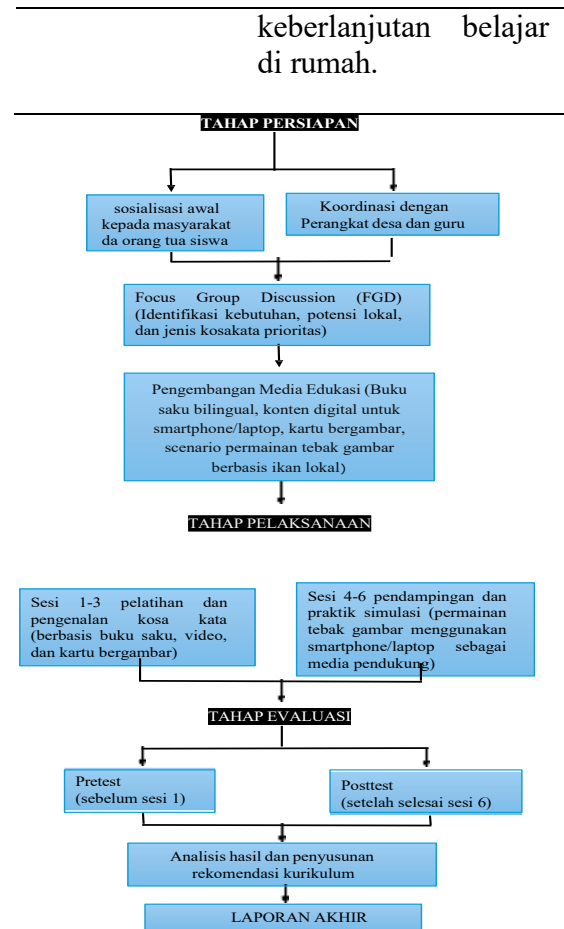 keberlanjutan belajar
di rumah.
TAHAP PERSIAPAN
sosialisasi awal
kepada masyarakat
da orang tua siswa
Koordinasi dengan
Perangkat desa dan guru
Focus Group Discussion (FGD)
(Identifikasi kebutuhan, potensi lokal,
dan jenis kosakata prioritas)
Pengembangan Media Edukasi (Buku
saku bilingual, konten digital untuk
smartphone/laptop, kartu bergambar,
scenario permainan tebak gambar
berbasis ikan lokal)
TAHAP PELAKSANAAN
Sesi 1-3 pelatihan dan
pengenalan kosa kata
(berbasis buku saku, video,
dan kartu bergambar)
Sesi 4-6 pendampingan dan
praktik simulasi (permainan
tebak gambar menggunakan
smartphone/laptop sebagai
media pendukung)
TAHAP EVALUASI
Pretest
(sebelum sesi 1)
Posttest
(setelah selesai sesi 6)
Analisis hasil dan penyusunan
rekomendasi kurikulum
LAPORAN AKHIR